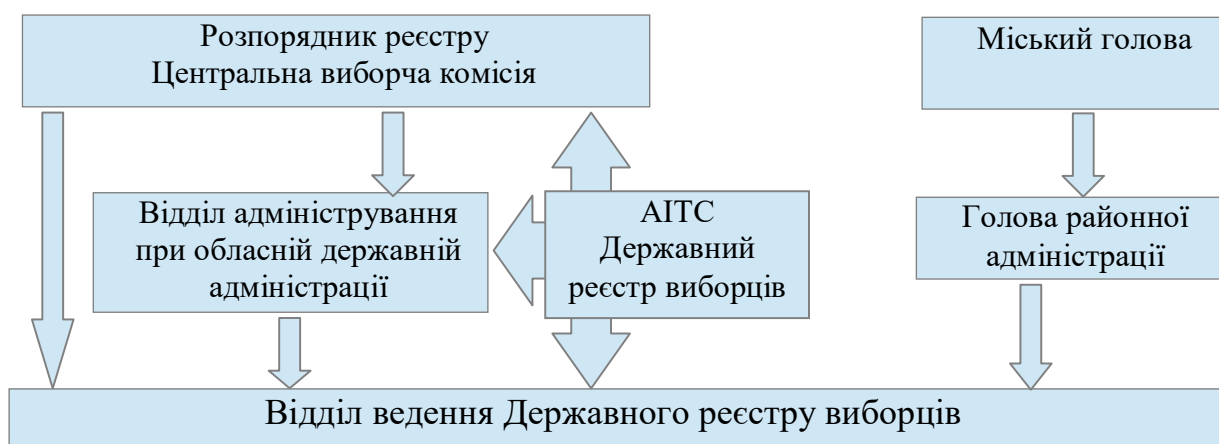 Розпорядник реєстру
Центральна виборча комісія
Міський голова
Відділ адміністрування
при обласній державній
адміністрації
АІТС
Державний
реєстр виборців
Голова районної
адміністрації
Відділ ведення Державного реєстру виборців